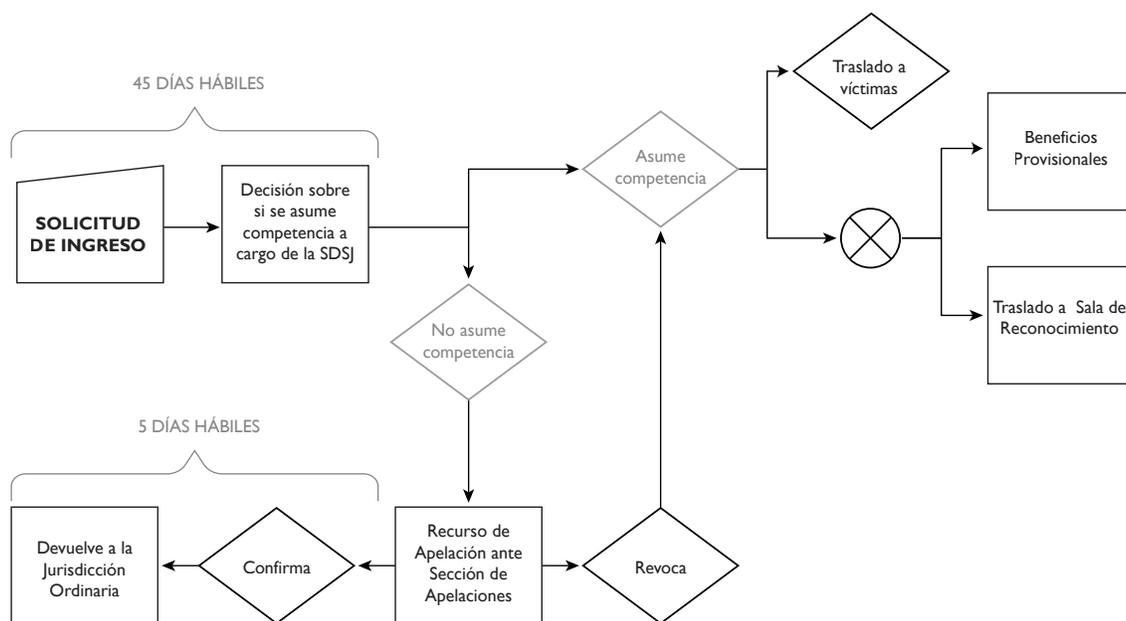 45 DÍAS HÁBILES
SOLICITUD
DE INGRESO
Decisión sobre
si se asume
competencia a
cargo de la SDSJ
Asume
competencia
Traslado a
víctimas
Beneficios
Provisionales
Traslado a Sala de
Reconocimiento
No asume
competencia
5 DÍAS HÁBILES
Devuelve a la
Jurisdicción
Ordinaria
Confirma
Recurso de
Apelación ante
Sección de
Apelaciones
Revoca